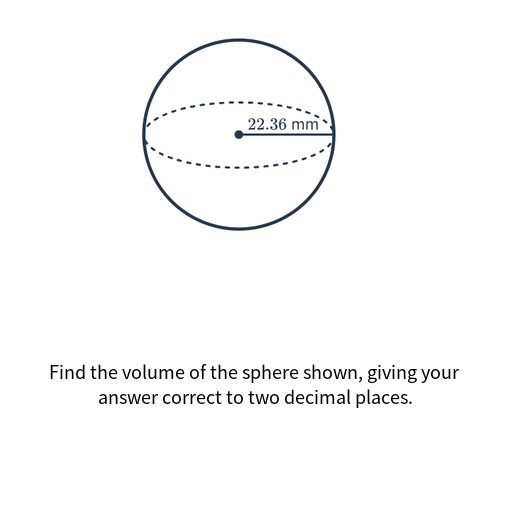 22.36 mm
Find the volume of the sphere shown, giving your
answer correct to two decimal places.